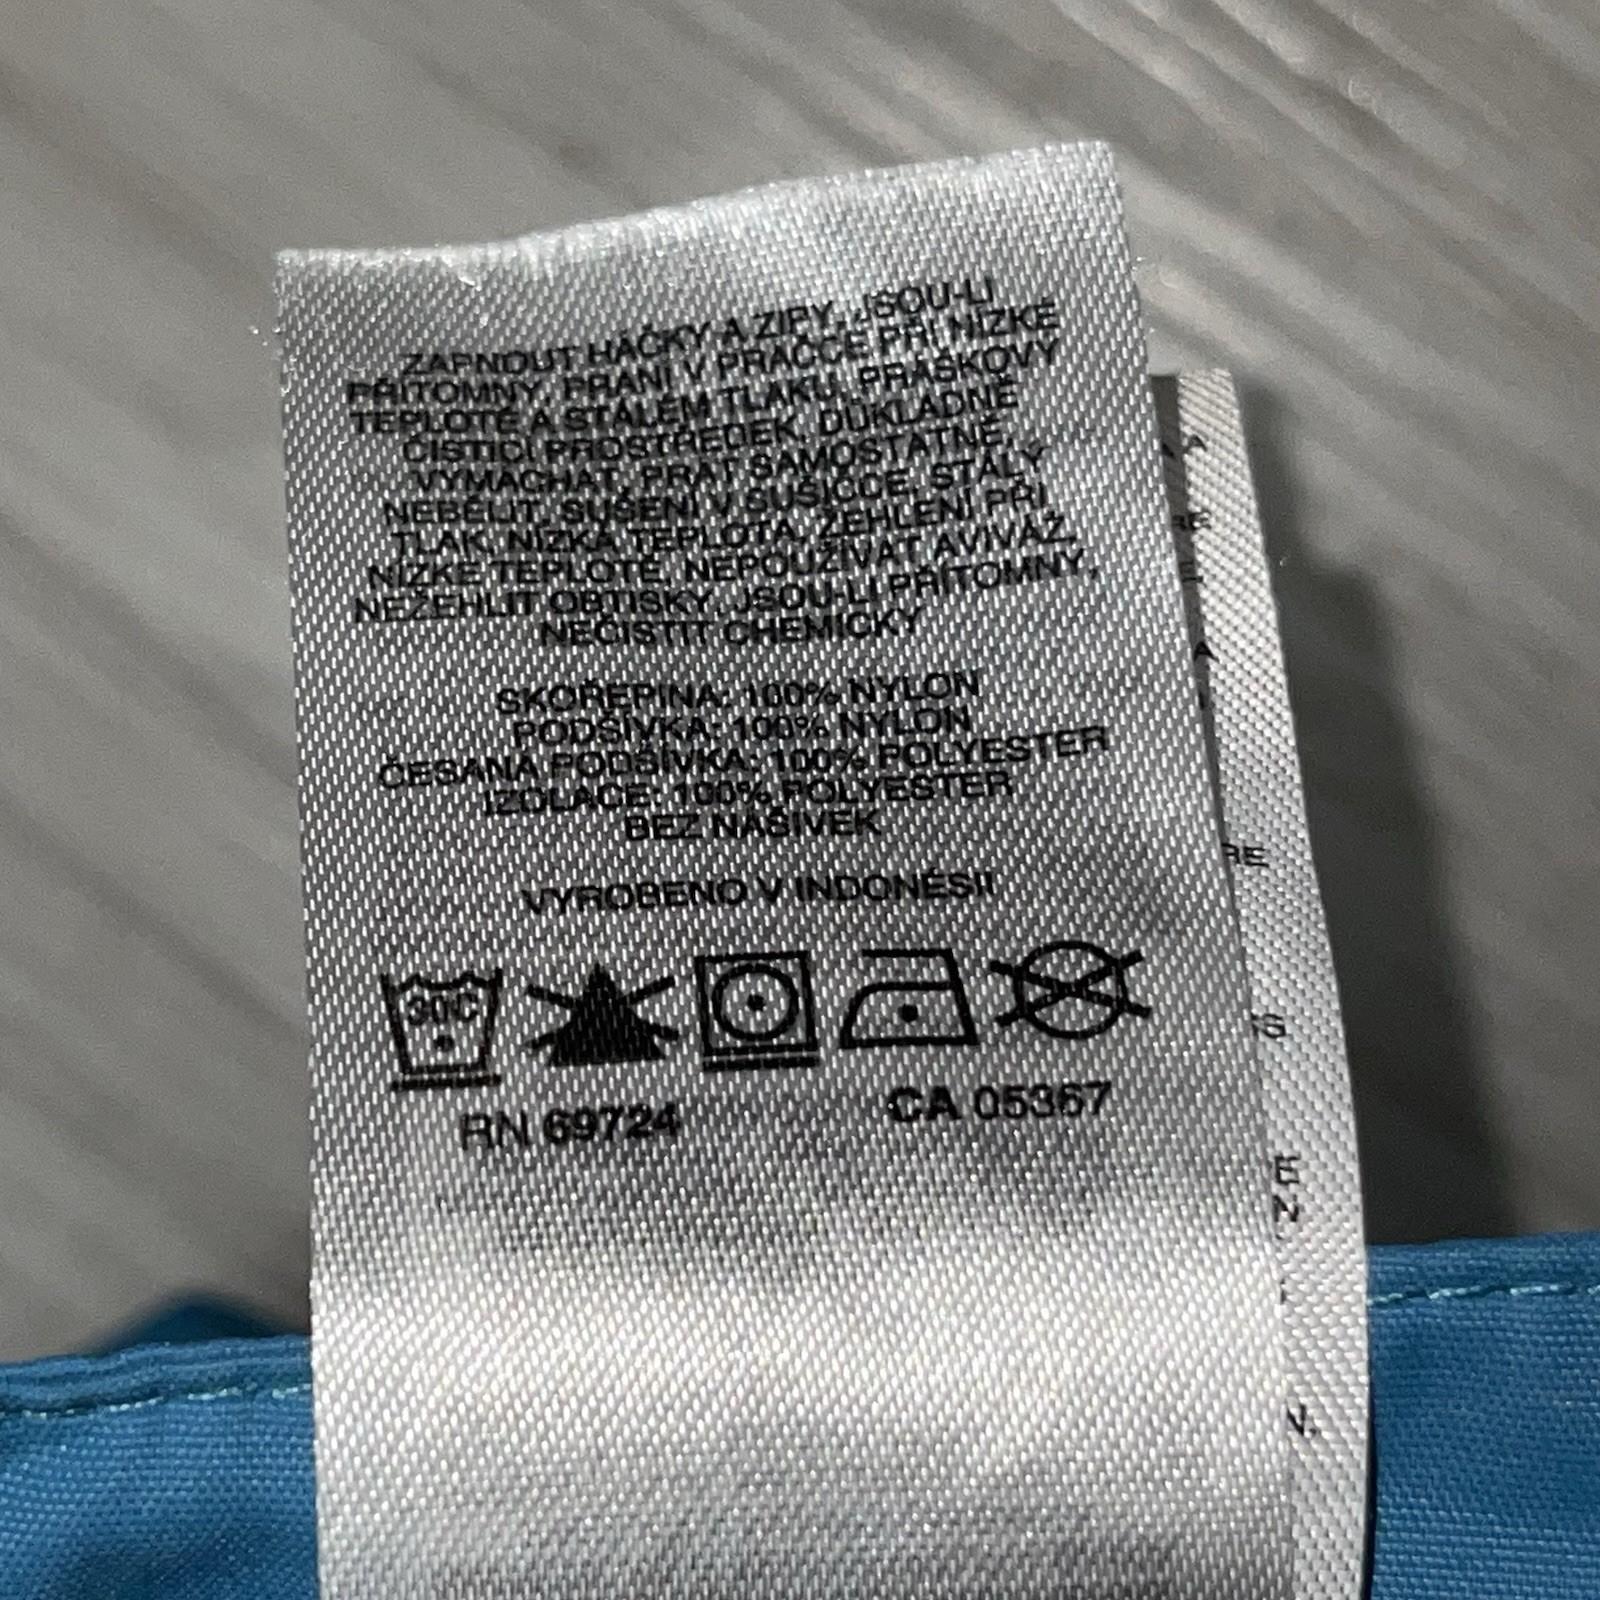 ZAPNOUT HÁČKY A ZIPY, JSOU-LI
PŘÍTOMNY, PRANÍ V PRAČCE PŘI NÍZKÉ
TEPLOTĚ A STÁLÉM TLAKU, PRÁŠKOVÝ
ČISTICÍ PROSTŘEDEK, DŮKLADNĚ
VYMÁCHAT, PRÁT SAMOSTATNĚ,
NEBĚLIT, SUŠENÍ V SUŠIČCE, STÁLÝ
TLAK, NÍZKÁ TEPLOTA, ŽEHLENÍ PŘI
NÍZKÉ TEPLOTĚ, NEPOUŽÍVAT AVIVÁŽ,
NEŽEHLIT OBTISKY, JSOU-LI PŘÍTOMNY,
NEČISTIT CHEMICKY
SKOŘEPINA: 100% NYLON
PODŠÍVKA: 100% NYLON
ČESANÁ PODŠÍVKA: 100% POLYESTER
IZOLACE: 100% POLYESTER
BEZ NÁŠIVEK
VYROBENO V INDONÉSII
30°C
RN 69724 CA 05367